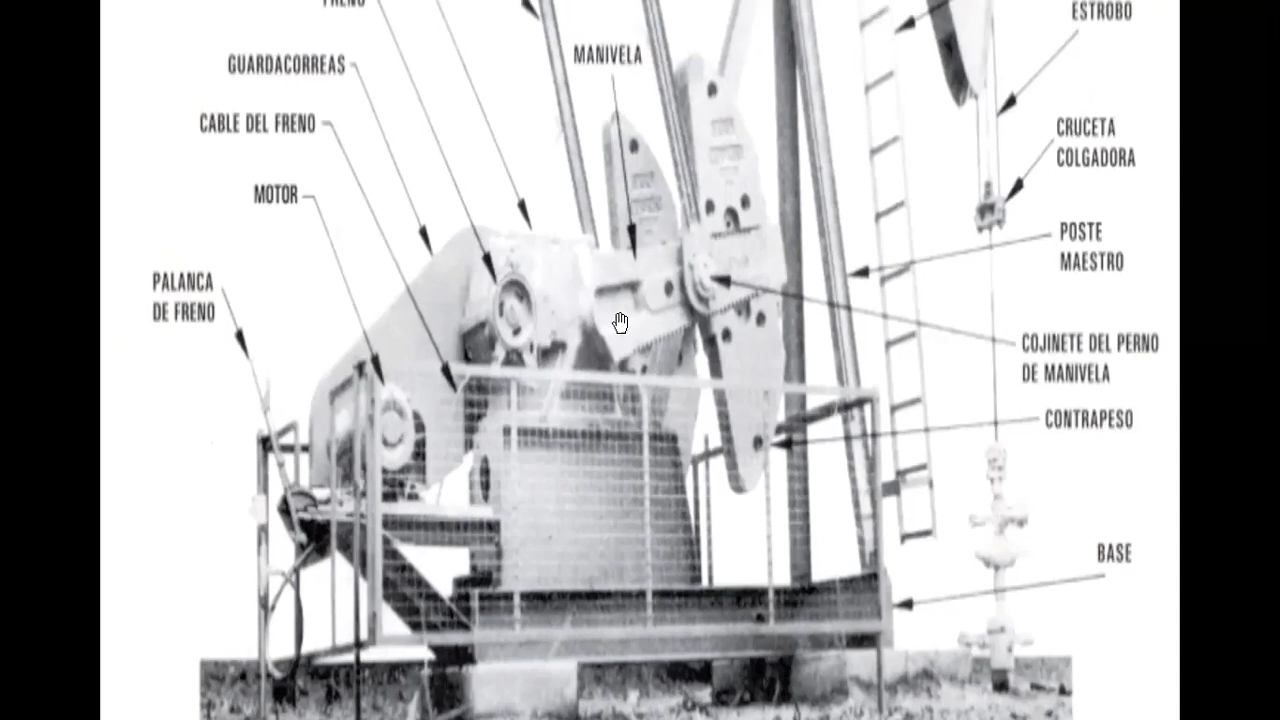 FRENO
ESTROBO
MANIVELA
GUARDACORREAS
CABLE DEL FRENO
CRUCETA
COLGADORA
MOTOR
POSTE
MAESTRO
PALANCA
DE FRENO
COJINETE DEL PERNO
DE MANIVELA
CONTRAPESO
BASE